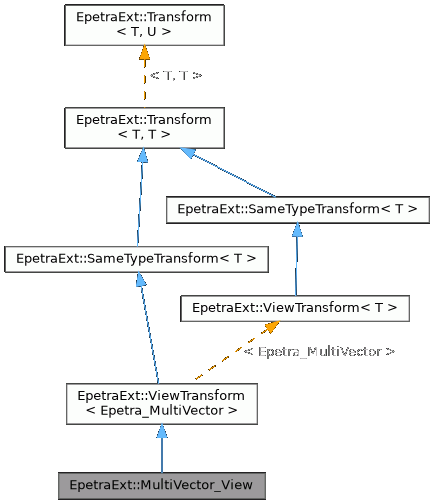 EpetraExt::Transform
< T, U >
< T, T >
EpetraExt::Transform
< T, T >
EpetraExt::SameTypeTransform< T >
EpetraExt::SameTypeTransform< T >
EpetraExt::ViewTransform< T >
< Epetra_MultiVector >
EpetraExt::ViewTransform
< Epetra_MultiVector >
EpetraExt::MultiVector_View